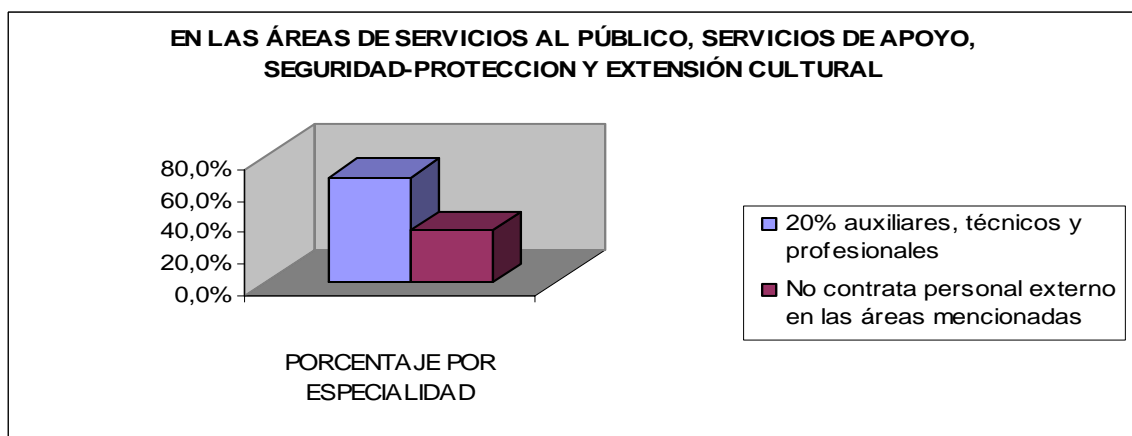 EN LAS ÁREAS DE SERVICIOS AL PÚBLICO, SERVICIOS DE APOYO,
SEGURIDAD-PROTECCION Y EXTENSIÓN CULTURAL
80,0%
60,0%
40,0%
20,0%
0,0%
PORCENTAJE POR
ESPECIALIDAD
20% auxiliares, técnicos y
profesionales
No contrata personal externo
en las áreas mencionadas